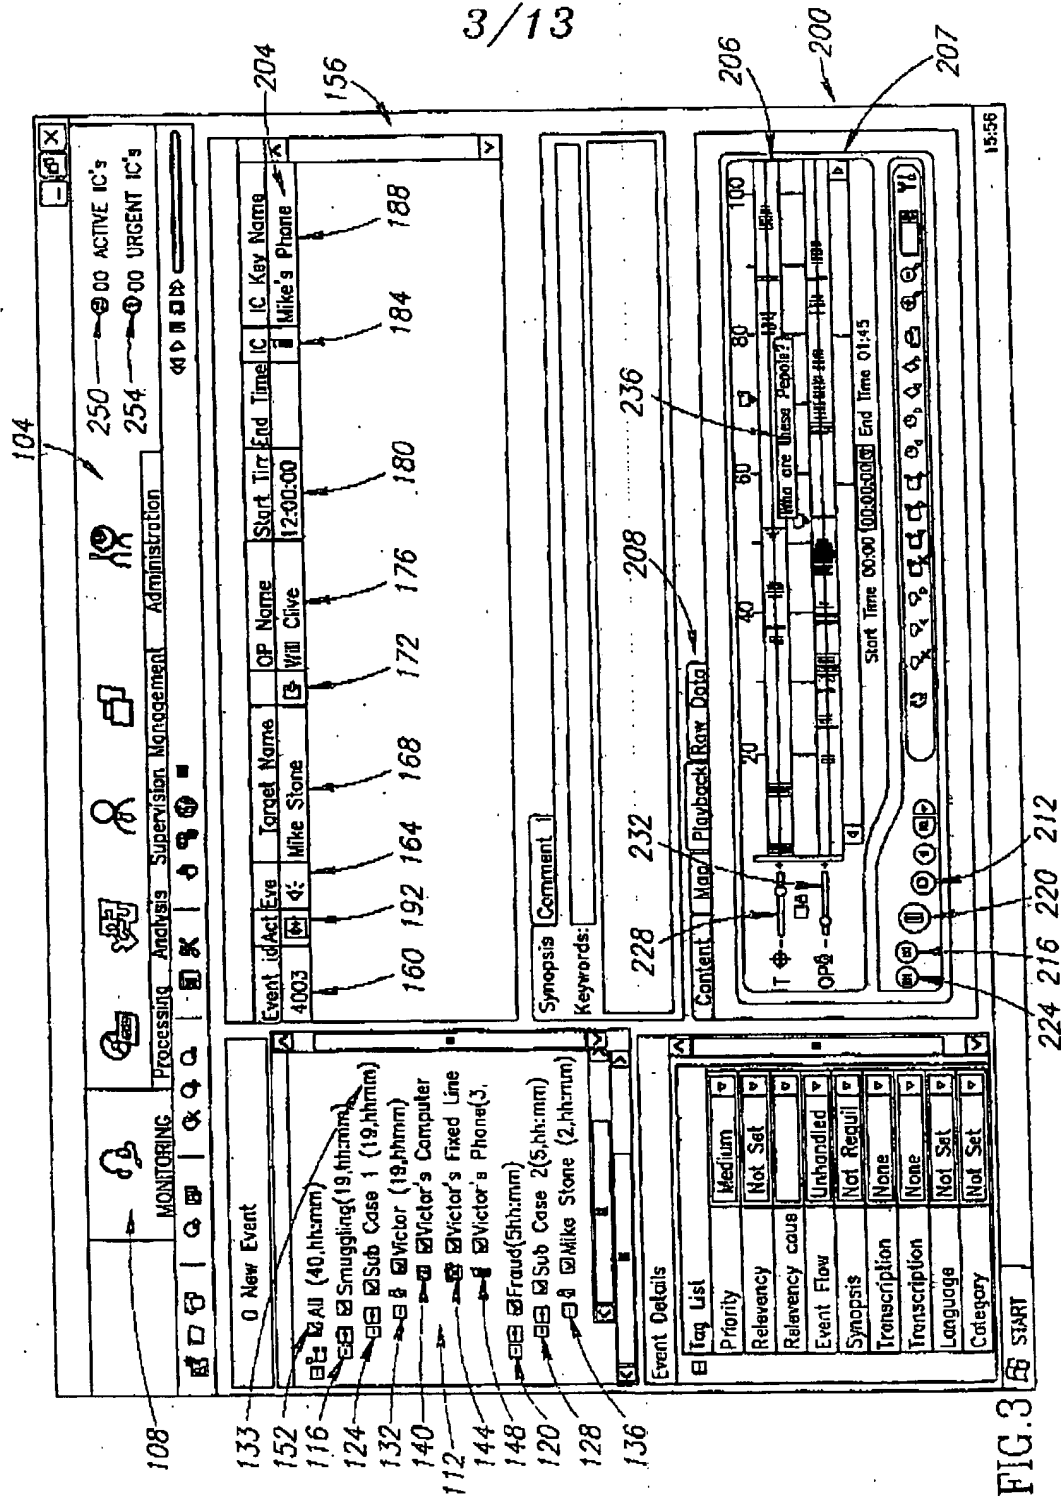 3/13
104
250
00 ACTIVE IC's
254
00 URGENT IC's
108
MONITORING
Processing Analysis Supervision Management Administration
204
0 New Event
Event id Act Eve Target Name OP Name Start Tim End Time IC IC Key Name
4003 Mike Stone Will Clive 12:00:00 Mike's Phone
160 192 164 168 172 176 180 184 188
156
133
152
116
124
132
140
112
144
148
120
128
136
All (40,hh:mm)
Smuggling(19,hh:mm)
Sub Case 1 (19,hhmm)
Victor (19,hhmm)
Victor's Computer
Victor's Fixed Line
Victor's Phone(3,
Fraud(5hh:mm)
Sub Case 2(5,hh:mm)
Mike Stone (2,hh:mm)
Synopsis Comment
Keywords:
208
236
206
228
232
Content Map Playback Raw Data
20 40 60 80 100
T
OP
Who are these Pepole?
Start Time 00:00 00:00:00 End Time 01:45
200
207
224 216 220 212
Event Details
Tag List
Priority Medium
Relevency Not Set
Relevency caus
Event Flow Unhandled
Synopsis Not Requil
Transcription None
Transcription None
Language Not Set
Category Not Set
START
15:56
FIG.3